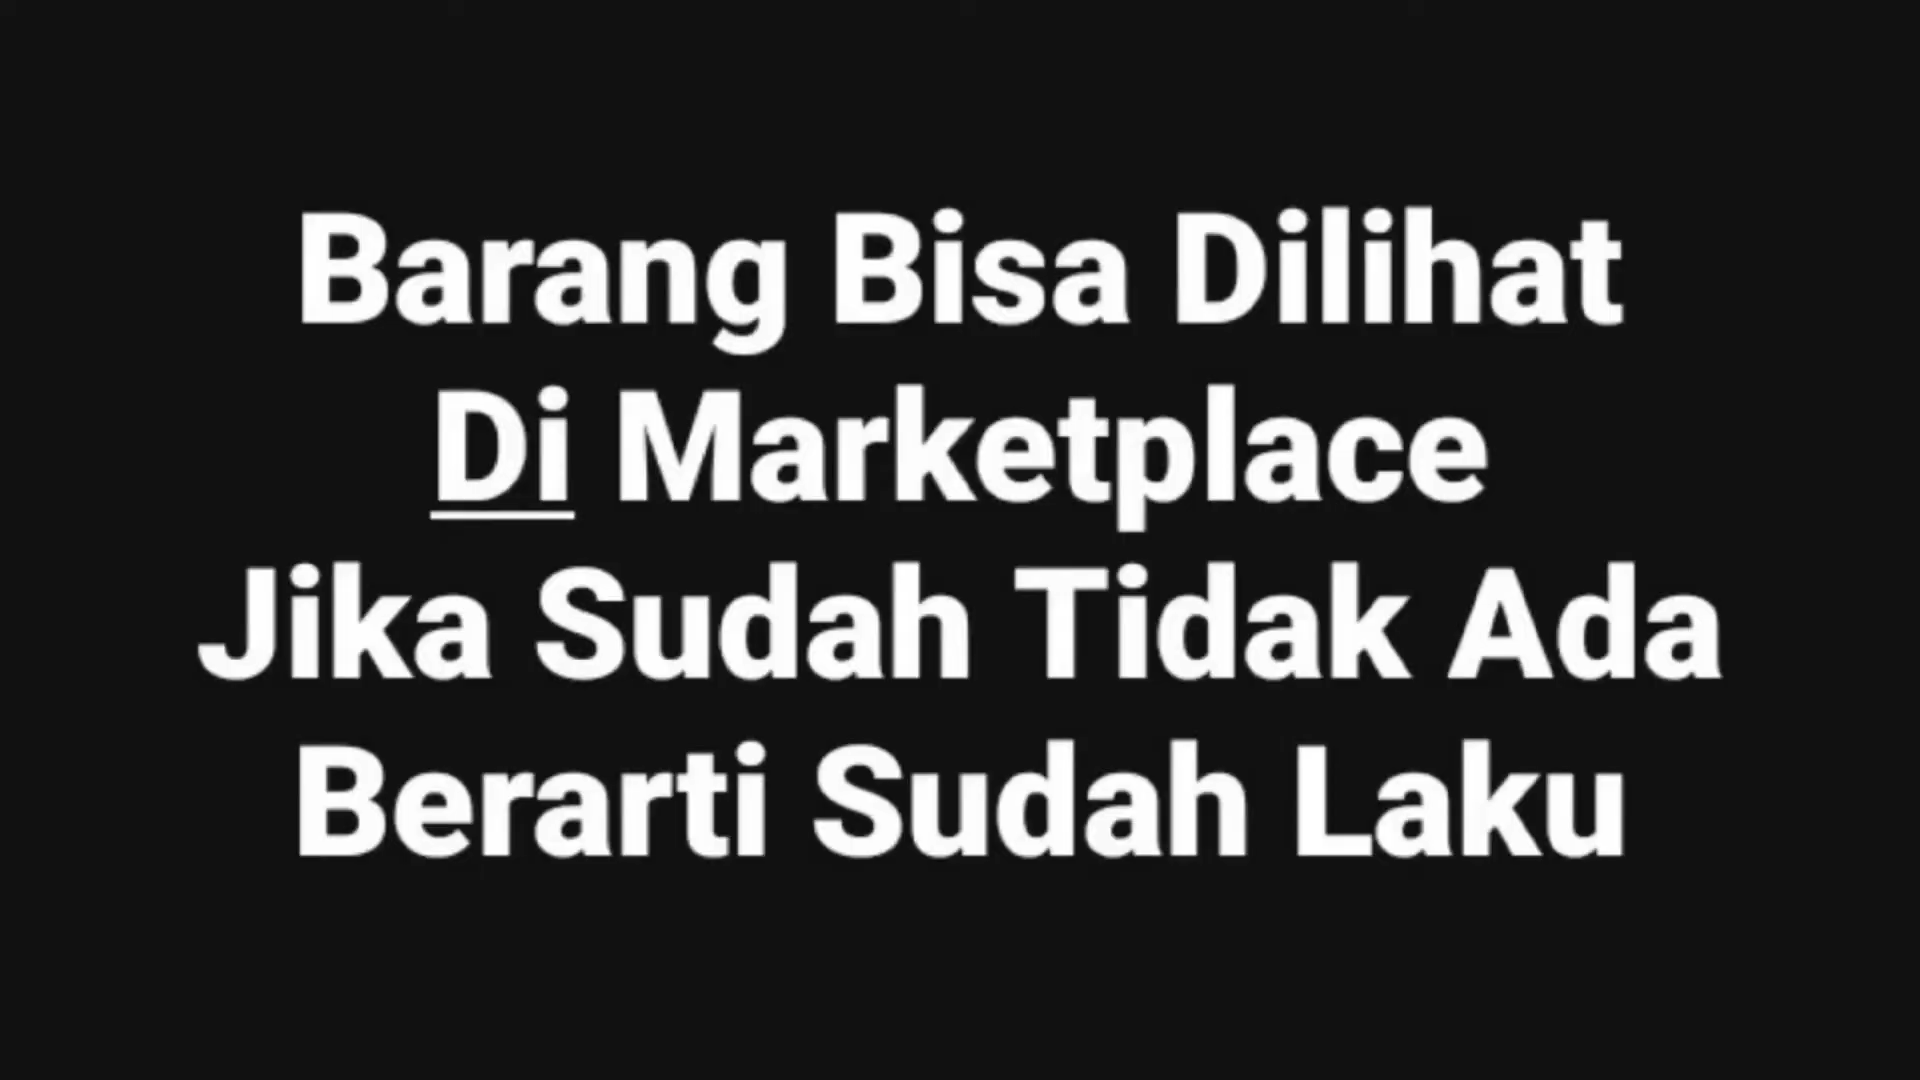 Barang Bisa Dilihat
Di Marketplace
Jika Sudah Tidak Ada
Berarti Sudah Laku